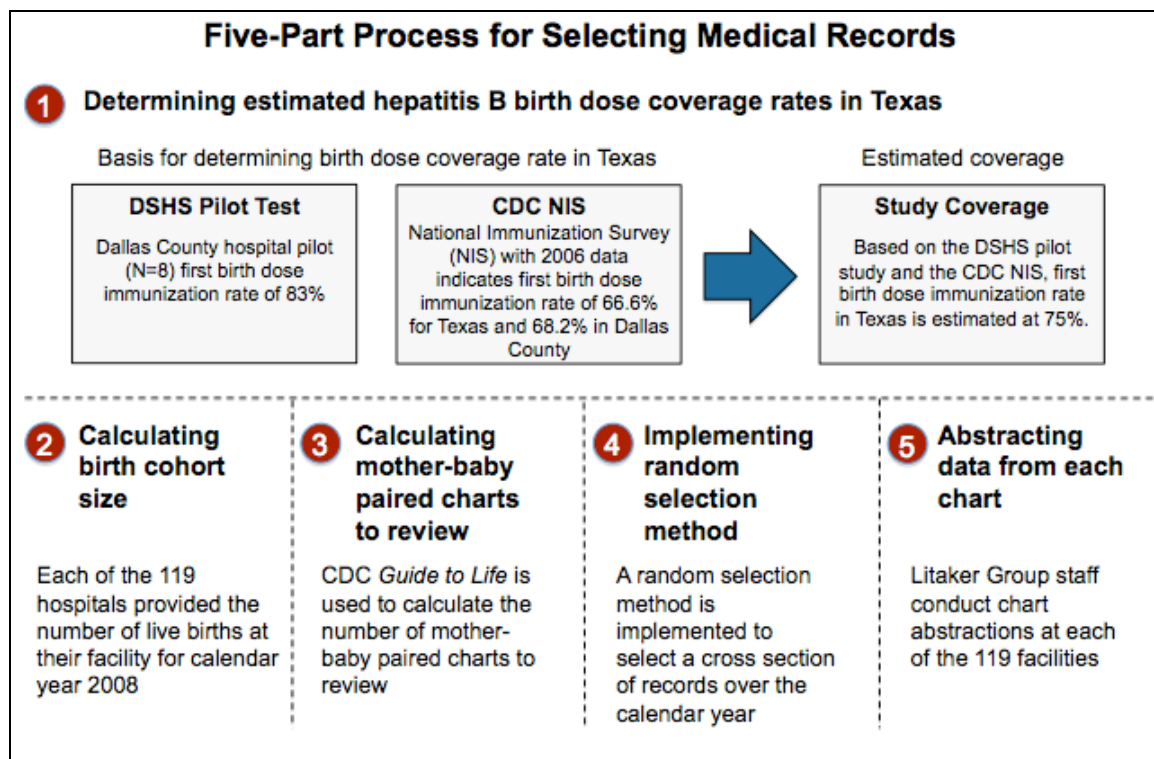 Five-Part Process for Selecting Medical Records
1
Determining estimated hepatitis B birth dose coverage rates in Texas
Basis for determining birth dose coverage rate in Texas
DSHS Pilot Test
Dallas County hospital pilot
(N=8) first birth dose
immunization rate of 83%
CDC NIS
National Immunization Survey
(NIS) with 2006 data
indicates first birth dose
immunization rate of 66.6%
for Texas and 68.2% in Dallas
County
Estimated coverage
Study Coverage
Based on the DSHS pilot
study and the CDC NIS, first
birth dose immunization rate
in Texas is estimated at 75%.
2
Calculating
birth cohort
size
Each of the 119
hospitals provided the
number of live births at
their facility for calendar
year 2008
3
Calculating
mother-baby
paired charts
to review
CDC Guide to Life is
used to calculate the
number of mother-
baby paired charts to
review
4
Implementing
random
selection
method
A random selection
method is
implemented to
select a cross section
of records over the
calendar year
5
Abstracting
data from each
chart
Litaker Group staff
conduct chart
abstractions at each
of the 119 facilities